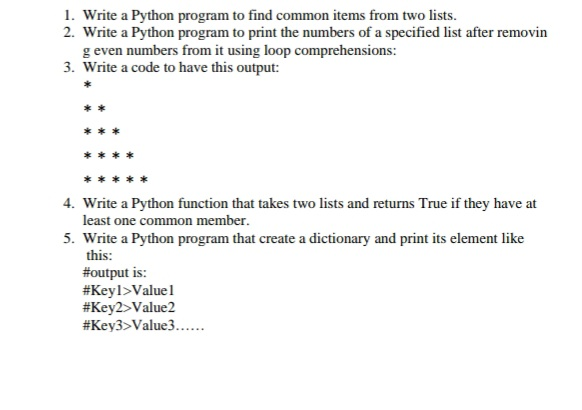 1. Write a Python program to find common items from two lists.
2. Write a Python program to print the numbers of a specified list after removin
g even numbers from it using loop comprehensions:
3. Write a code to have this output:
*
* *
* * *
* * * *
* * * * *
4. Write a Python function that takes two lists and returns True if they have at
least one common member.
5. Write a Python program that create a dictionary and print its element like
this:
#output is:
#Key1>Value1
#Key2>Value2
#Key3>Value3......